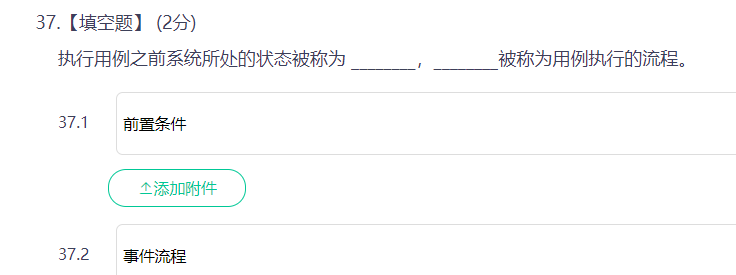 37.【填空题】 (2分)
执行用例之前系统所处的状态被称为 ________，________被称为用例执行的流程。
37.1
前置条件
添加附件
37.2
事件流程